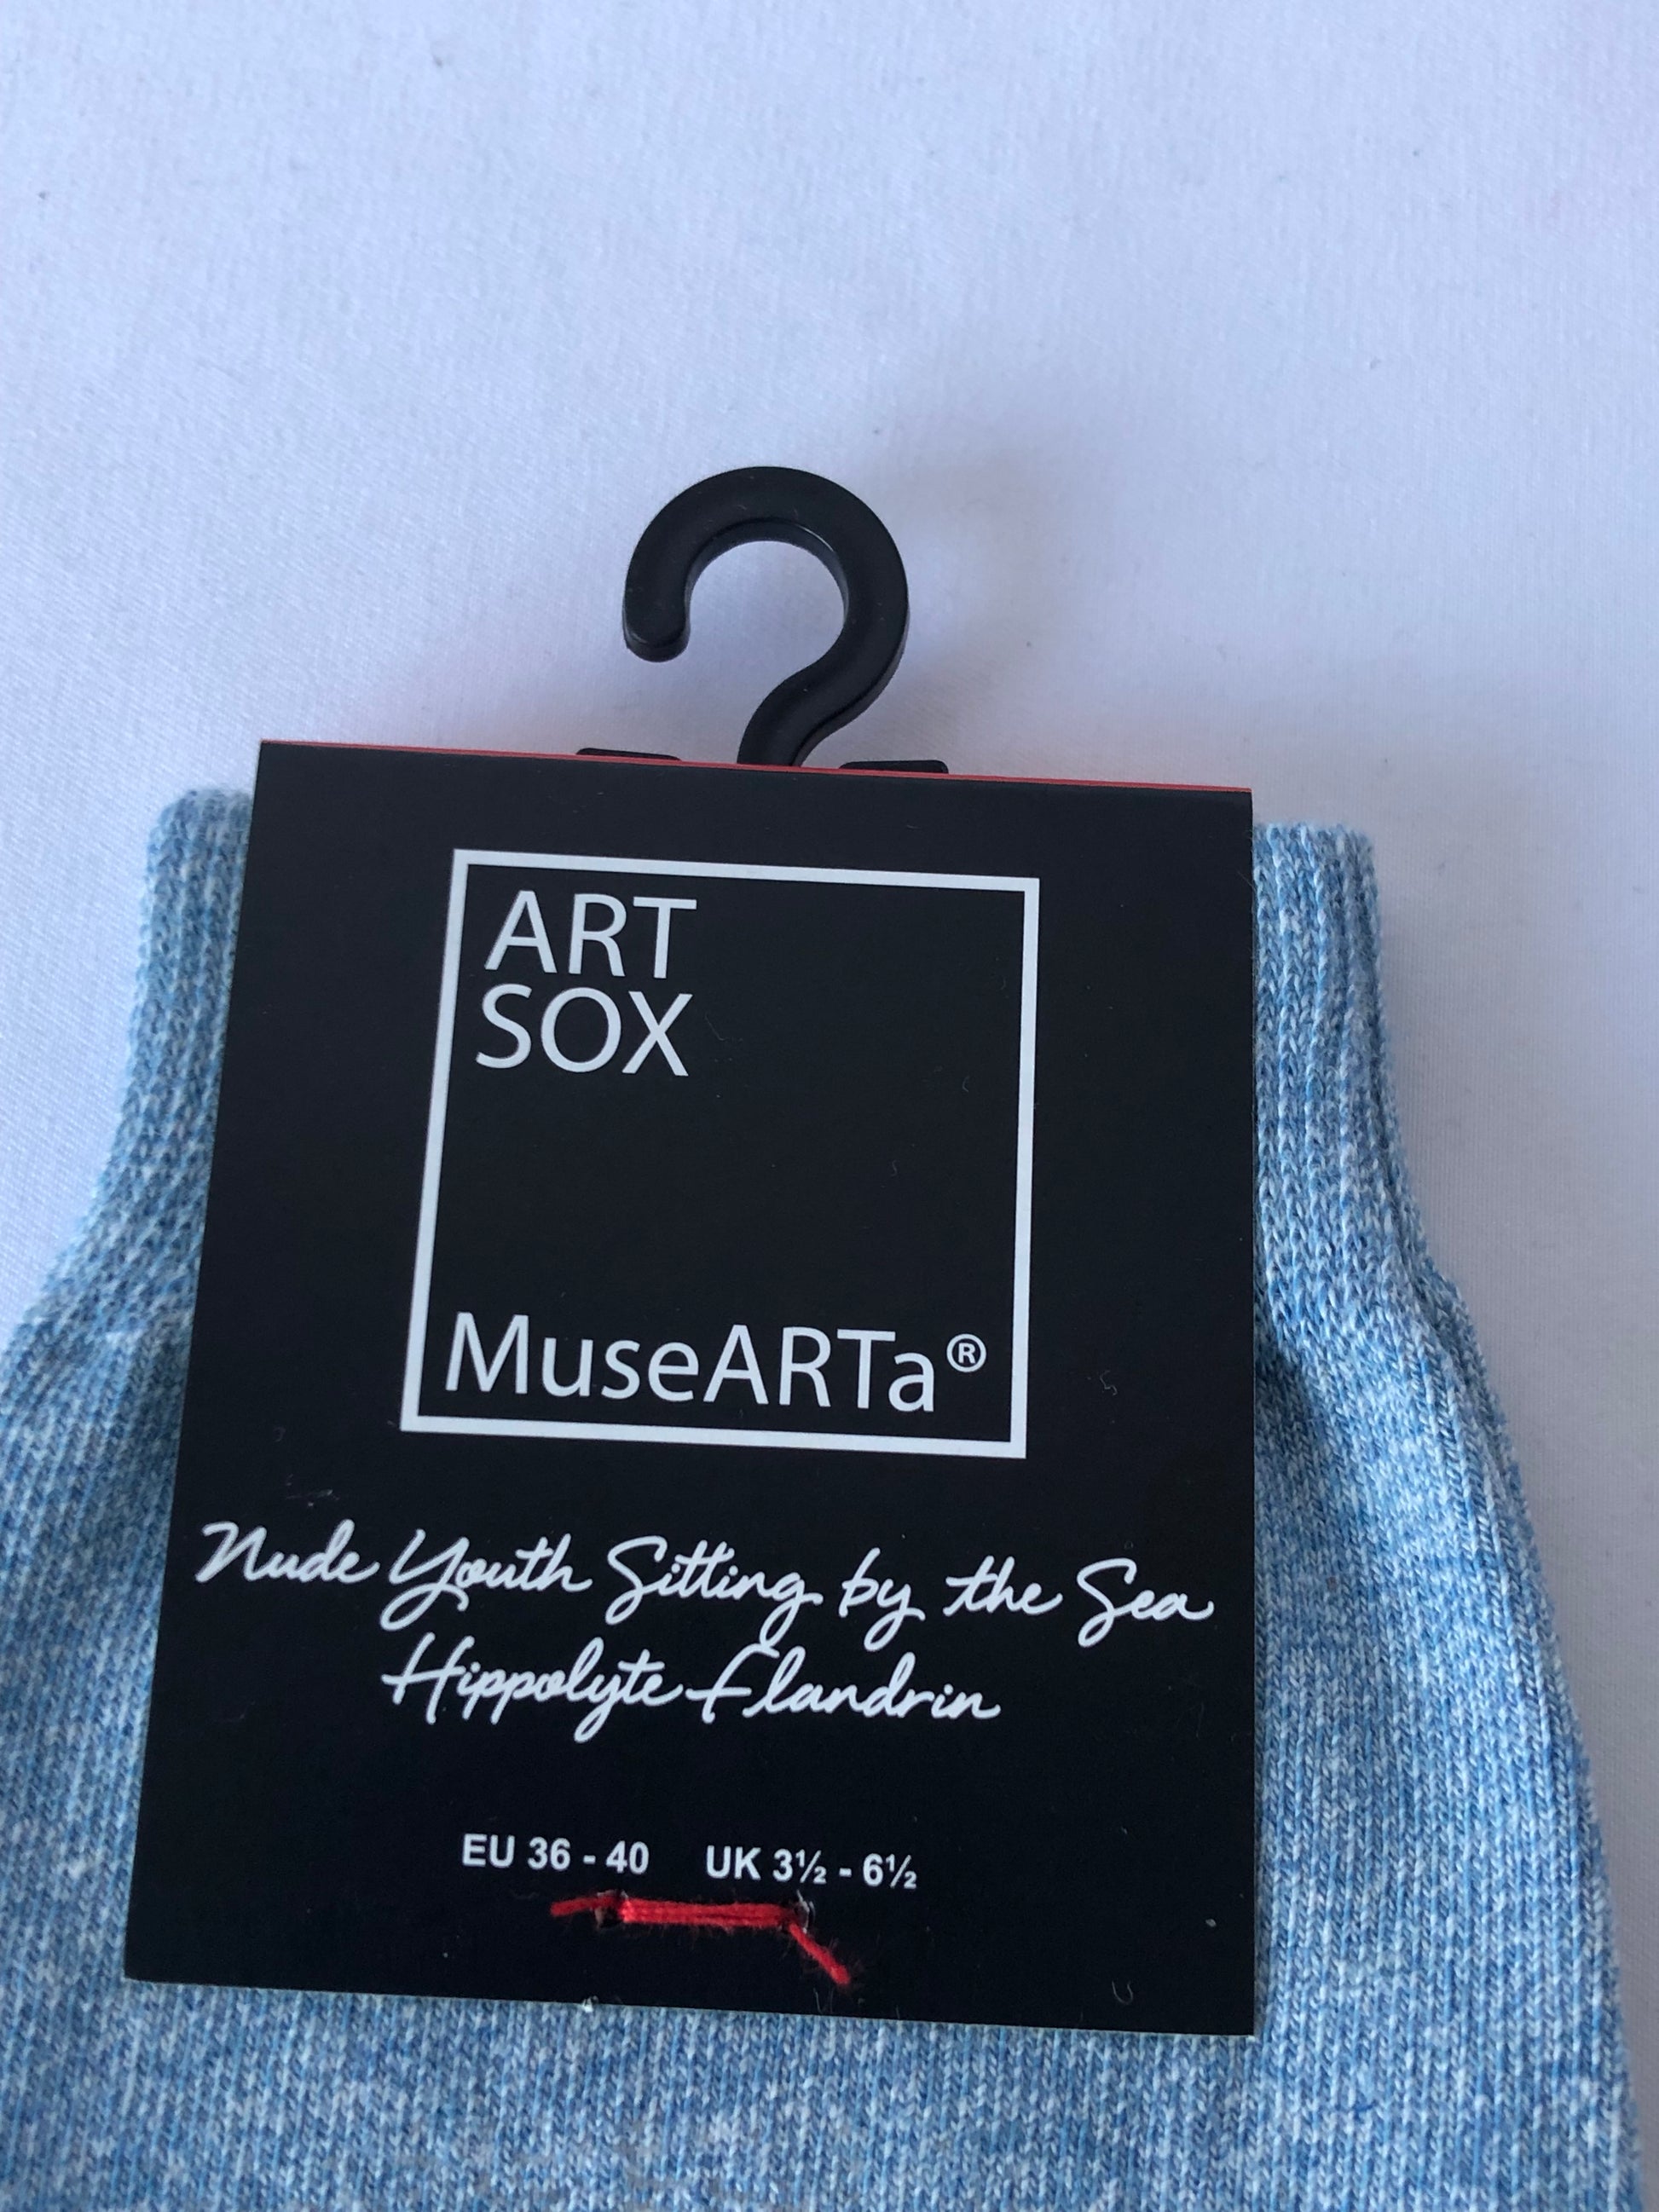 ART
SOX
MuseARTa®
Nude Youth Sitting by the Sea
Hippolyte Flandrin
EU 36 - 40 UK 3½ - 6½